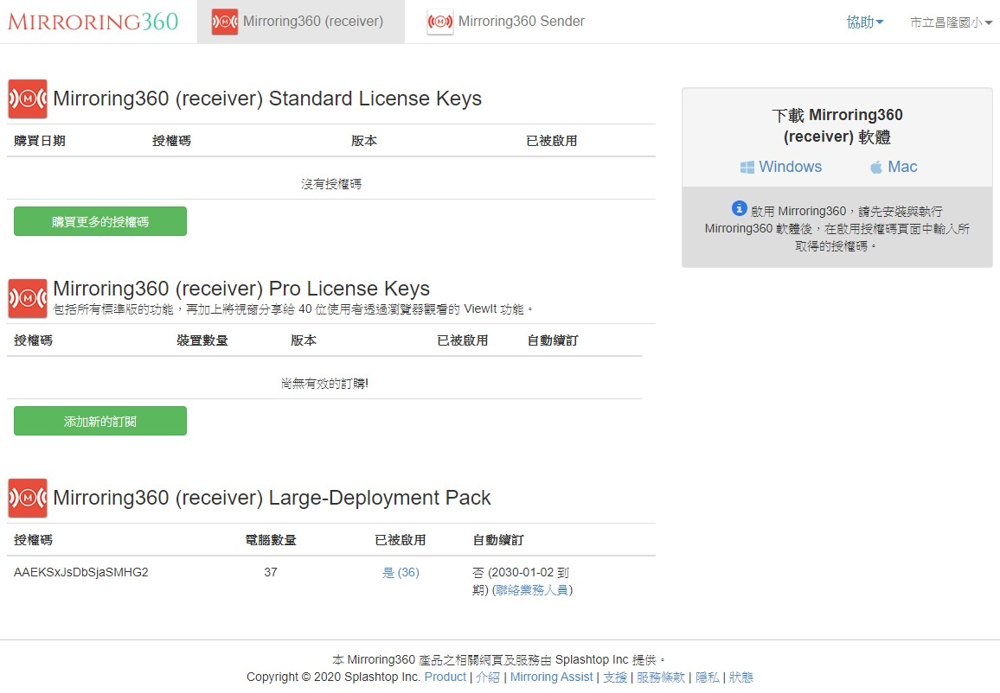 MIRRORING360 Mirroring360 (receiver) Mirroring360 Sender 協助 市立昌隆國小
Mirroring360 (receiver) Standard License Keys
購買日期 授權碼 版本 已被啟用
沒有授權碼
購買更多的授權碼
下載 Mirroring360
(receiver) 軟體
Windows Mac
啟用 Mirroring360，請先安裝與執行
Mirroring360 軟體後，在啟用授權碼頁面中輸入所
取得的授權碼。
Mirroring360 (receiver) Pro License Keys
包括所有標準版的功能，再加上將視窗分享給 40 位使用者透過瀏覽器觀看的 ViewIt 功能。
授權碼 裝置數量 版本 已被啟用 自動續訂
尚無有效的訂購!
添加新的訂閱
Mirroring360 (receiver) Large-Deployment Pack
授權碼 電腦數量 已被啟用 自動續訂
AAEKSxJsDbSjaSMHG2 37 是 (36) 否 (2030-01-02 到
期) (聯絡業務人員)
本 Mirroring360 產品之相關網頁及服務由 Splashtop Inc 提供。
Copyright © 2020 Splashtop Inc. Product | 介紹 | Mirroring Assist | 支援 | 服務條款 | 隱私 | 狀態